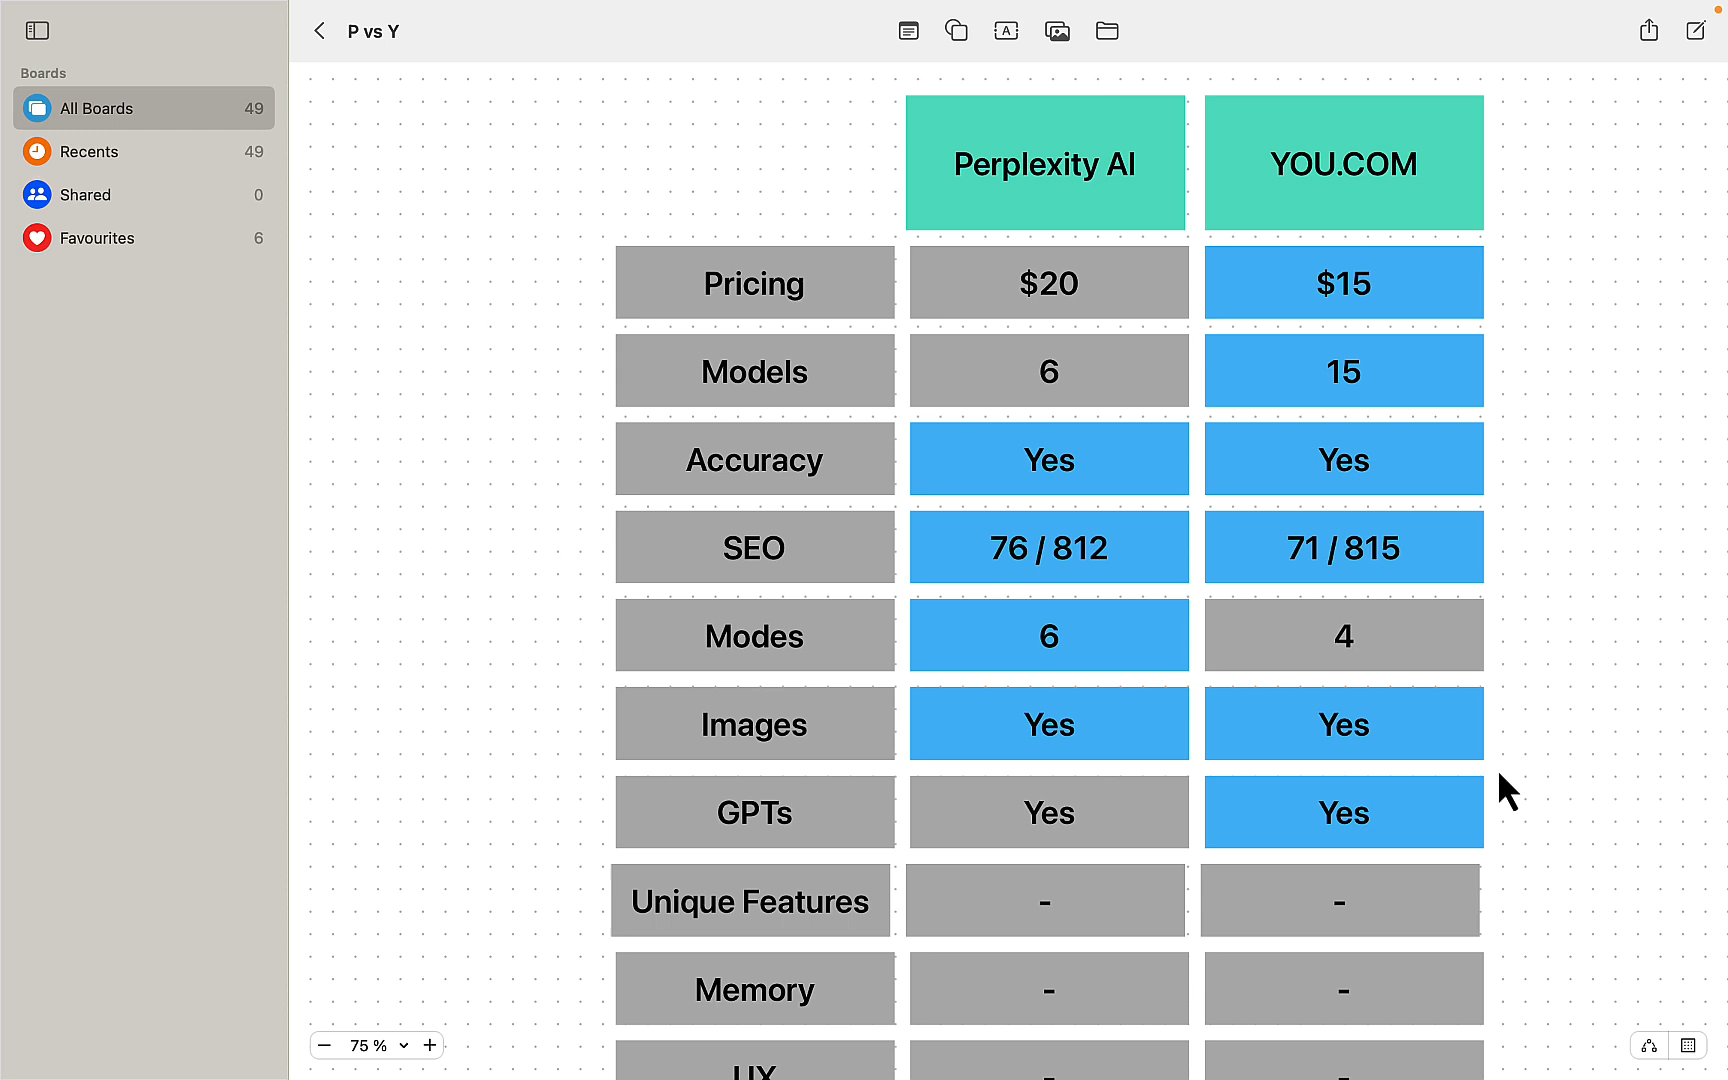 P vs Y
Boards
All Boards 49
Recents 49
Shared 0
Favourites 6
A
Perplexity AI YOU.COM
Pricing $20 $15
Models 6 15
Accuracy Yes Yes
SEO 76 / 812 71 / 815
Modes 6 4
Images Yes Yes
GPTs Yes Yes
Unique Features - -
Memory - -
UX - -
75 %